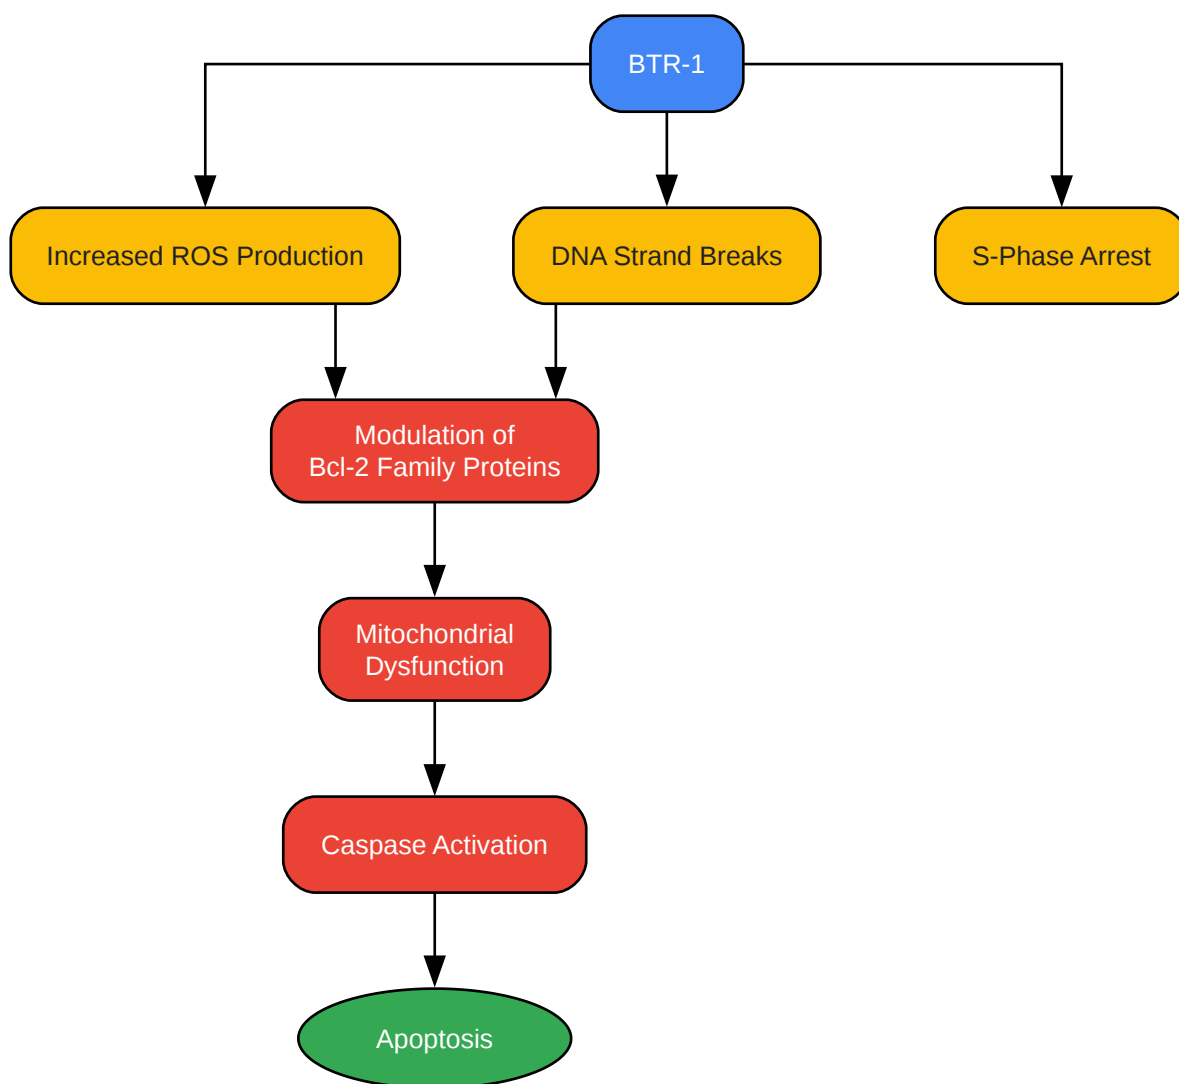 BTR-1
Increased ROS Production
DNA Strand Breaks
S-Phase Arrest
Modulation of
Bcl-2 Family Proteins
Mitochondrial
Dysfunction
Caspase Activation
Apoptosis